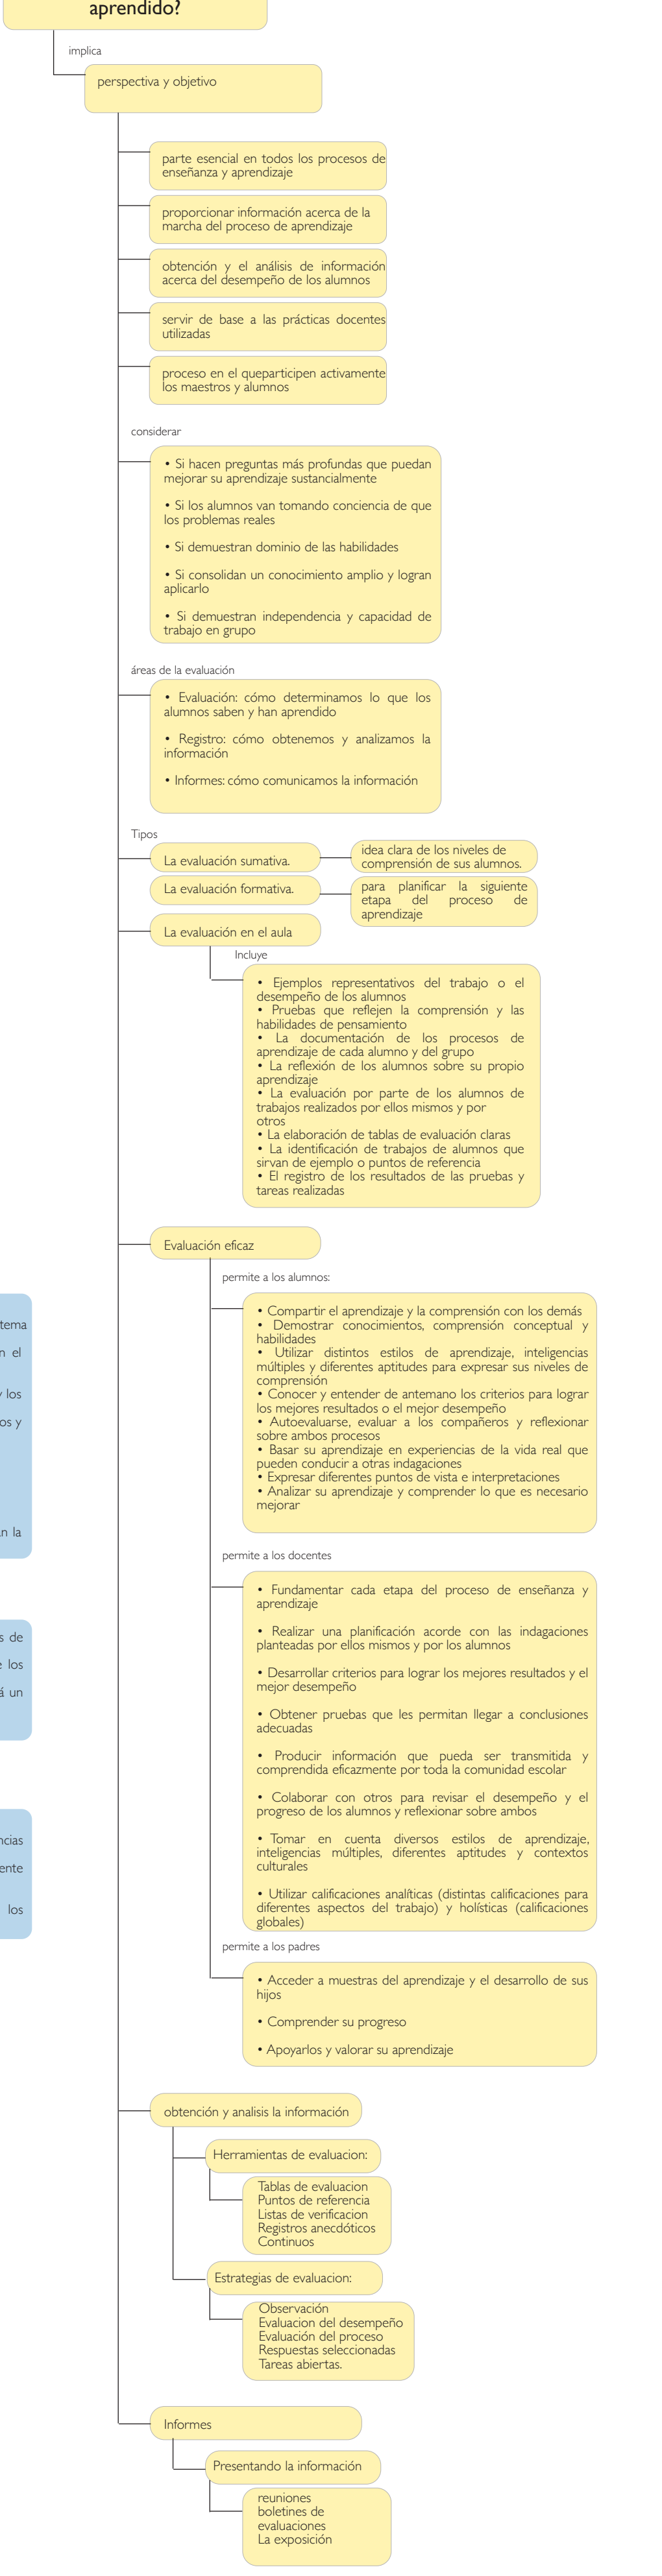 aprendido?
implica
perspectiva y objetivo
parte esencial en todos los procesos de
enseñanza y aprendizaje
proporcionar información acerca de la
marcha del proceso de aprendizaje
obtención y el análisis de información
acerca del desempeño de los alumnos
servir de base a las prácticas docentes
utilizadas
proceso en el queparticipen activamente
los maestros y alumnos
considerar
• Si hacen preguntas más profundas que puedan
mejorar su aprendizaje sustancialmente
• Si los alumnos van tomando conciencia de que
los problemas reales
• Si demuestran dominio de las habilidades
• Si consolidan un conocimiento amplio y logran
aplicarlo
• Si demuestran independencia y capacidad de
trabajo en grupo
áreas de la evaluación
• Evaluación: cómo determinamos lo que los
alumnos saben y han aprendido
• Registro: cómo obtenemos y analizamos la
información
• Informes: cómo comunicamos la información
Tipos
La evaluación sumativa.
idea clara de los niveles de
comprensión de sus alumnos.
La evaluación formativa.
para planificar la siguiente
etapa del proceso de
aprendizaje
La evaluación en el aula
Incluye
• Ejemplos representativos del trabajo o el
desempeño de los alumnos
• Pruebas que reflejen la comprensión y las
habilidades de pensamiento
• La documentación de los procesos de
aprendizaje de cada alumno y del grupo
• La reflexión de los alumnos sobre su propio
aprendizaje
• La evaluación por parte de los alumnos de
trabajos realizados por ellos mismos y por
otros
• La elaboración de tablas de evaluación claras
• La identificación de trabajos de alumnos que
sirvan de ejemplo o puntos de referencia
• El registro de los resultados de las pruebas y
tareas realizadas
Evaluación eficaz
permite a los alumnos:
• Compartir el aprendizaje y la comprensión con los demás
• Demostrar conocimientos, comprensión conceptual y
habilidades
• Utilizar distintos estilos de aprendizaje, inteligencias
múltiples y diferentes aptitudes para expresar sus niveles de
comprensión
• Conocer y entender de antemano los criterios para lograr
los mejores resultados o el mejor desempeño
• Autoevaluarse, evaluar a los compañeros y reflexionar
sobre ambos procesos
• Basar su aprendizaje en experiencias de la vida real que
pueden conducir a otras indagaciones
• Expresar diferentes puntos de vista e interpretaciones
• Analizar su aprendizaje y comprender lo que es necesario
mejorar
permite a los docentes
• Fundamentar cada etapa del proceso de enseñanza y
aprendizaje
• Realizar una planificación acorde con las indagaciones
planteadas por ellos mismos y por los alumnos
• Desarrollar criterios para lograr los mejores resultados y el
mejor desempeño
• Obtener pruebas que les permitan llegar a conclusiones
adecuadas
• Producir información que pueda ser transmitida y
comprendida eficazmente por toda la comunidad escolar
• Colaborar con otros para revisar el desempeño y el
progreso de los alumnos y reflexionar sobre ambos
• Tomar en cuenta diversos estilos de aprendizaje,
inteligencias múltiples, diferentes aptitudes y contextos
culturales
• Utilizar calificaciones analíticas (distintas calificaciones para
diferentes aspectos del trabajo) y holísticas (calificaciones
globales)
permite a los padres
• Acceder a muestras del aprendizaje y el desarrollo de sus
hijos
• Comprender su progreso
• Apoyarlos y valorar su aprendizaje
obtención y analisis la información
Herramientas de evaluacion:
Tablas de evaluacion
Puntos de referencia
Listas de verificacion
Registros anecdóticos
Continuos
Estrategias de evaluacion:
Observación
Evaluacion del desempeño
Evaluación del proceso
Respuestas seleccionadas
Tareas abiertas.
Informes
Presentando la información
reuniones
boletines de
evaluaciones
La exposición
el
y los
y
la
de
los
un
los